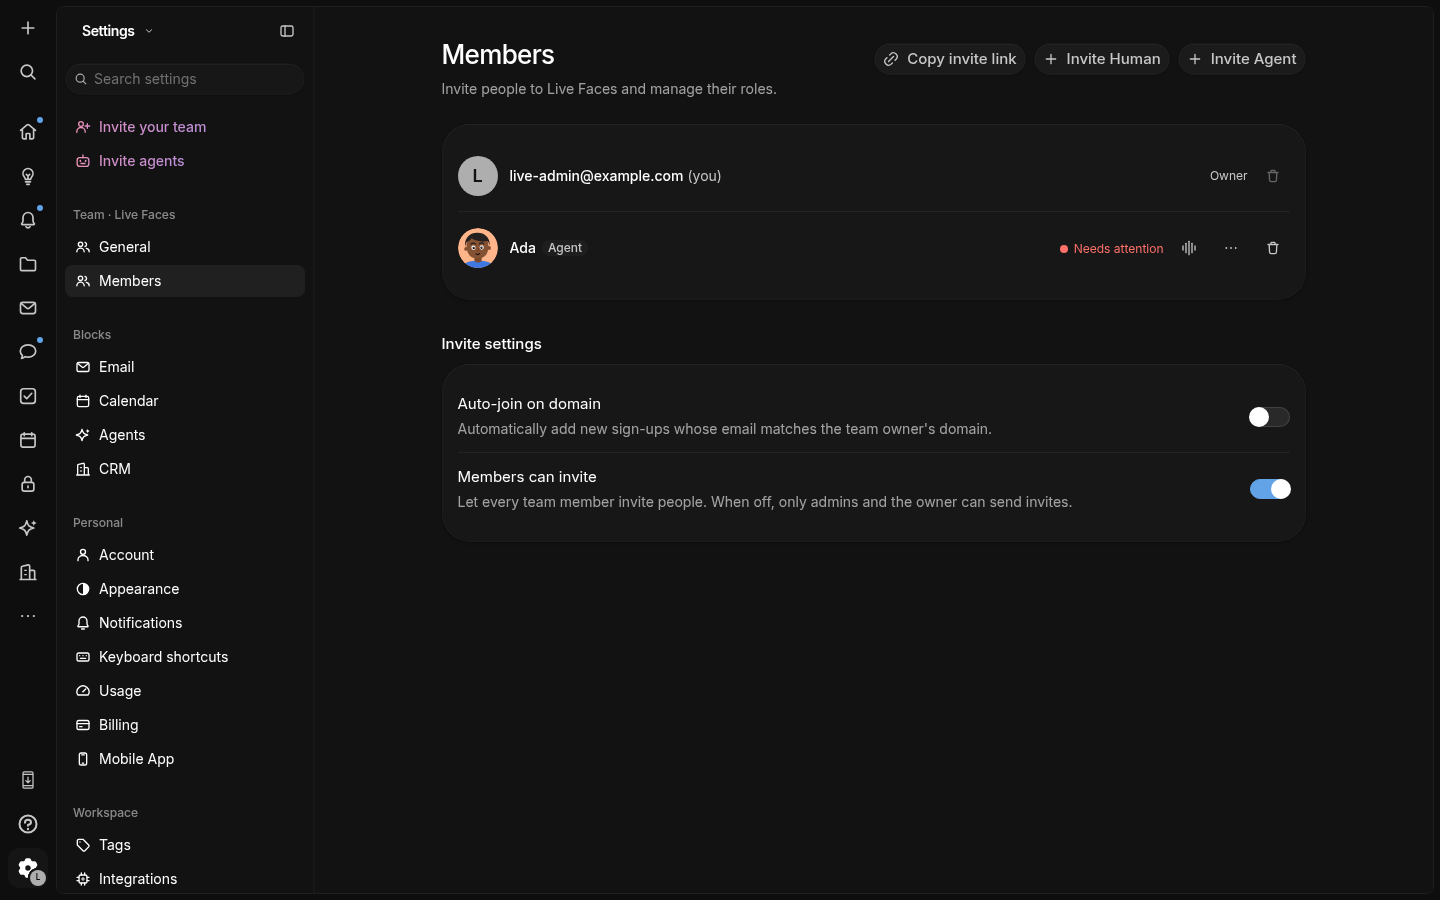 Settings
Search settings
Invite your team
Invite agents
Team · Live Faces
General
Members
Blocks
Email
Calendar
Agents
CRM
Personal
Account
Appearance
Notifications
Keyboard shortcuts
Usage
Billing
Mobile App
Workspace
Tags
Integrations
L
Members
Invite people to Live Faces and manage their roles.
Copy invite link
Invite Human
Invite Agent
L
live-admin@example.com (you)
Owner
Ada
Agent
Needs attention
Invite settings
Auto-join on domain
Automatically add new sign-ups whose email matches the team owner's domain.
Members can invite
Let every team member invite people. When off, only admins and the owner can send invites.